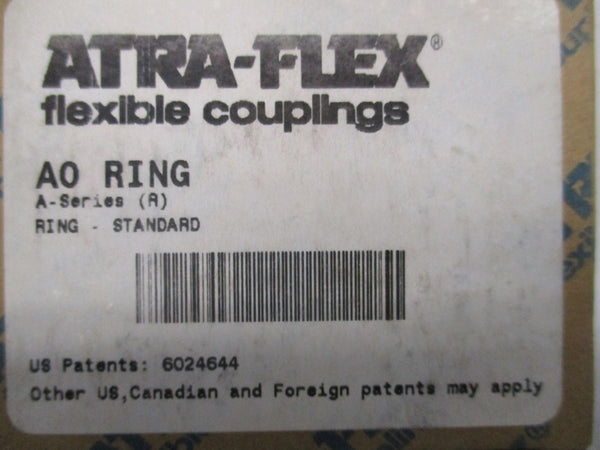 ATRA-FLEX®
flexible couplings
AO RING
A-Series (A)
RING - STANDARD
US Patents: 6024644
Other US,Canadian and Foreign patents may apply